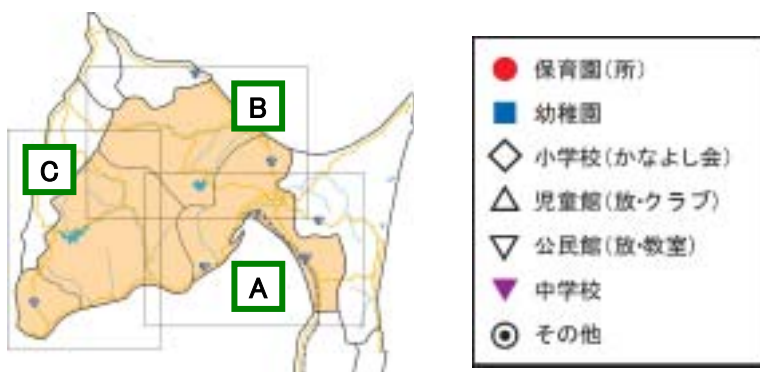 B
C
A
保育園(所)
幼稚園
小学校(かなよし会)
児童館(放・クラブ)
公民館(放・教室)
中学校
その他